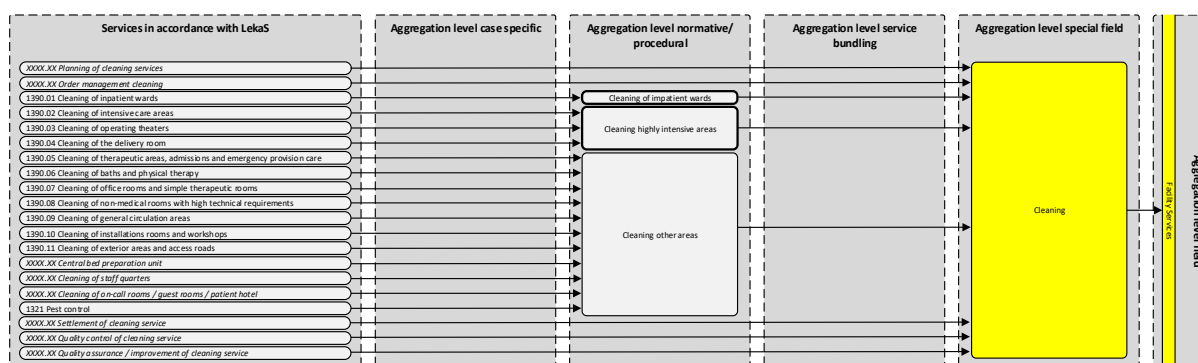 Services in accordance with LekaS
Aggregation level case specific
Aggregation level normative/
procedural
Aggregation level service
bundling
Aggregation level special field
XXXX.XX Planning of cleaning services
XXXX.XX Order management cleaning
1390.01 Cleaning of inpatient wards
1390.02 Cleaning of intensive care areas
1390.03 Cleaning of operating theaters
1390.04 Cleaning of the delivery room
1390.05 Cleaning of therapeutic areas, admissions and emergency provision care
1390.06 Cleaning of baths and physical therapy
1390.07 Cleaning of office rooms and simple therapeutic rooms
1390.08 Cleaning of non-medical rooms with high technical requirements
1390.09 Cleaning of general circulation areas
1390.10 Cleaning of installations rooms and workshops
1390.11 Cleaning of exterior areas and access roads
XXXX.XX Central bed preparation unit
XXXX.XX Cleaning of staff quarters
XXXX.XX Cleaning of on-call rooms / guest rooms / patient hotel
1321 Pest control
XXXX.XX Settlement of cleaning service
XXXX.XX Quality control of cleaning service
XXXX.XX Quality assurance / improvement of cleaning service
Cleaning of impatient wards
Cleaning highly intensive areas
Cleaning other areas
Cleaning
Facility Services
Aggregation level field